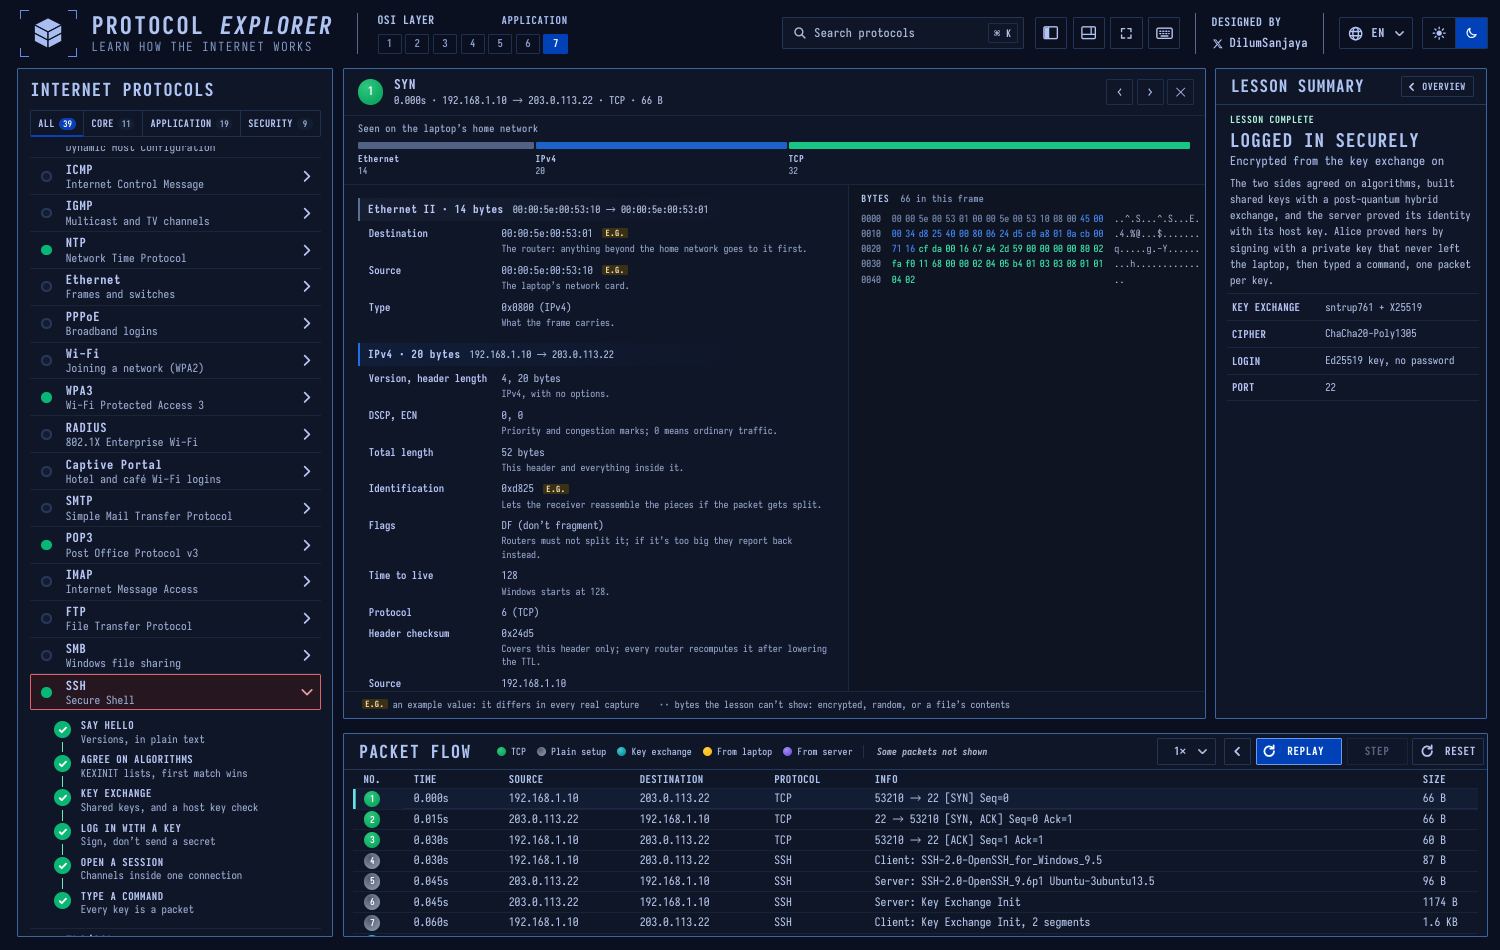 PROTOCOL EXPLORER
LEARN HOW THE INTERNET WORKS
OSI LAYER APPLICATION
1 2 3 4 5 6 7
Search protocols ⌘ K
DESIGNED BY
DilumSanjaya
EN
INTERNET PROTOCOLS
ALL 39 CORE 11 APPLICATION 19 SECURITY 9
Dynamic Host Configuration
ICMP
Internet Control Message
IGMP
Multicast and TV channels
NTP
Network Time Protocol
Ethernet
Frames and switches
PPPoE
Broadband logins
Wi-Fi
Joining a network (WPA2)
WPA3
Wi-Fi Protected Access 3
RADIUS
802.1X Enterprise Wi-Fi
Captive Portal
Hotel and café Wi-Fi logins
SMTP
Simple Mail Transfer Protocol
POP3
Post Office Protocol v3
IMAP
Internet Message Access
FTP
File Transfer Protocol
SMB
Windows file sharing
SSH
Secure Shell
SAY HELLO
Versions, in plain text
AGREE ON ALGORITHMS
KEXINIT lists, first match wins
KEY EXCHANGE
Shared keys, and a host key check
LOG IN WITH A KEY
Sign, don't send a secret
OPEN A SESSION
Channels inside one connection
TYPE A COMMAND
Every key is a packet
1 SYN
0.000s · 192.168.1.10 → 203.0.113.22 · TCP · 66 B
Seen on the laptop's home network
Ethernet IPv4 TCP
14 20 32
Ethernet II · 14 bytes 00:00:5e:00:53:10 → 00:00:5e:00:53:01
Destination 00:00:5e:00:53:01 E.G.
The router: anything beyond the home network goes to it first.
Source 00:00:5e:00:53:10 E.G.
The laptop's network card.
Type 0x0800 (IPv4)
What the frame carries.
IPv4 · 20 bytes 192.168.1.10 → 203.0.113.22
Version, header length 4, 20 bytes
IPv4, with no options.
DSCP, ECN 0, 0
Priority and congestion marks; 0 means ordinary traffic.
Total length 52 bytes
This header and everything inside it.
Identification 0xd825 E.G.
Lets the receiver reassemble the pieces if the packet gets split.
Flags DF (don't fragment)
Routers must not split it; if it's too big they report back
instead.
Time to live 128
Windows starts at 128.
Protocol 6 (TCP)
Header checksum 0x24d5
Covers this header only; every router recomputes it after lowering
the TTL.
Source 192.168.1.10
BYTES 66 in this frame
0000 00 00 5e 00 53 01 00 00 5e 00 53 10 08 00 45 00 ..^.S...^.S...E.
0010 00 34 d8 25 40 00 80 06 24 d5 c0 a8 01 0a cb 00 .4.%@...$.......
0020 71 16 cf da 00 16 67 a4 2d 59 00 00 00 00 80 02 q.....g.-Y......
0030 fa f0 11 68 00 00 02 04 05 b4 01 03 03 08 01 01 ...h............
0040 04 02 ..
E.G. an example value: it differs in every real capture ·· bytes the lesson can't show: encrypted, random, or a file's contents
LESSON SUMMARY OVERVIEW
LESSON COMPLETE
LOGGED IN SECURELY
Encrypted from the key exchange on
The two sides agreed on algorithms, built
shared keys with a post-quantum hybrid
exchange, and the server proved its identity
with its host key. Alice proved hers by
signing with a private key that never left
the laptop, then typed a command, one packet
per key.
KEY EXCHANGE sntrup761 + X25519
CIPHER ChaCha20-Poly1305
LOGIN Ed25519 key, no password
PORT 22
PACKET FLOW TCP Plain setup Key exchange From laptop From server Some packets not shown 1× REPLAY STEP RESET
NO. TIME SOURCE DESTINATION PROTOCOL INFO SIZE
1 0.000s 192.168.1.10 203.0.113.22 TCP 53210 → 22 [SYN] Seq=0 66 B
2 0.015s 203.0.113.22 192.168.1.10 TCP 22 → 53210 [SYN, ACK] Seq=0 Ack=1 66 B
3 0.030s 192.168.1.10 203.0.113.22 TCP 53210 → 22 [ACK] Seq=1 Ack=1 60 B
4 0.030s 192.168.1.10 203.0.113.22 SSH Client: SSH-2.0-OpenSSH_for_Windows_9.5 87 B
5 0.045s 203.0.113.22 192.168.1.10 SSH Server: SSH-2.0-OpenSSH_9.6p1 Ubuntu-3ubuntu13.5 96 B
6 0.045s 203.0.113.22 192.168.1.10 SSH Server: Key Exchange Init 1174 B
7 0.060s 192.168.1.10 203.0.113.22 SSH Client: Key Exchange Init, 2 segments 1.6 KB